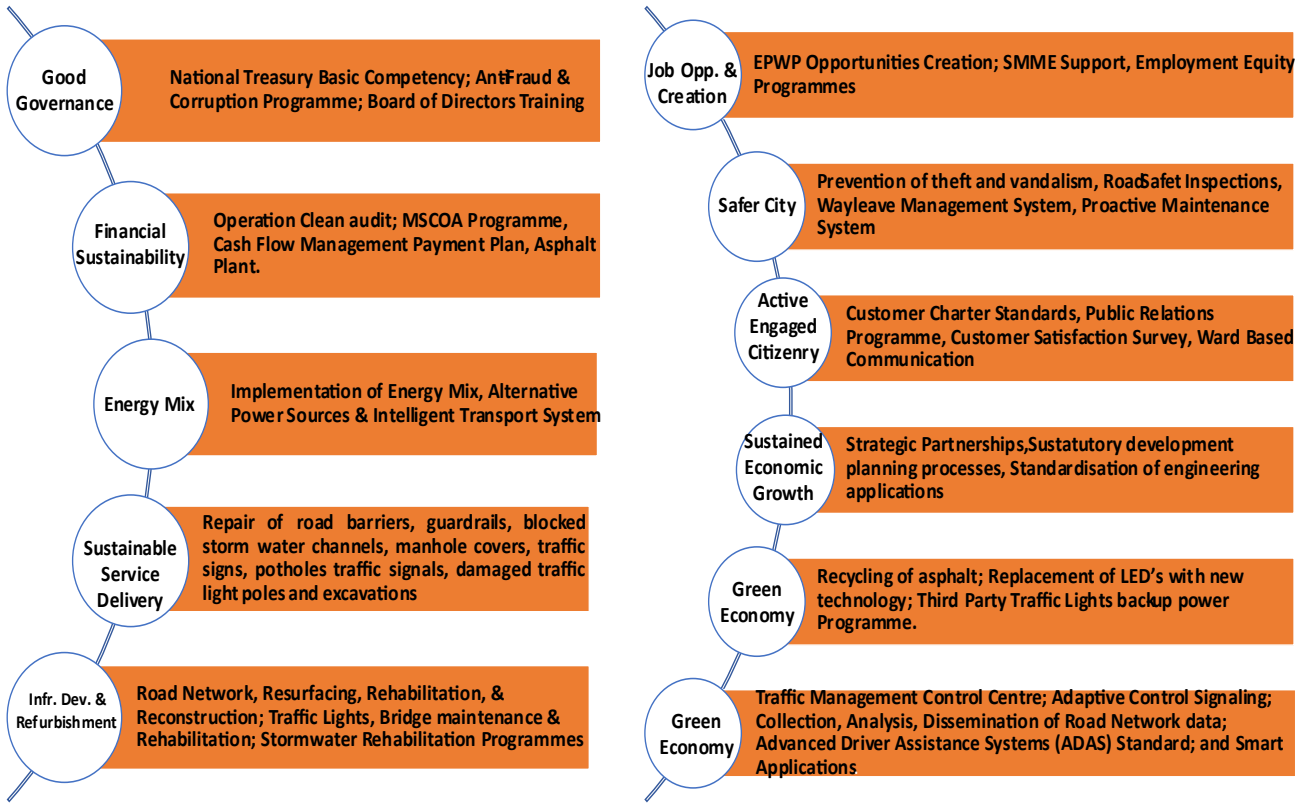 Good
Governance
National Treasury Basic Competency; Anti-Fraud &
Corruption Programme; Board of Directors Training
Financial
Sustainability
Operation Clean audit; MSCOA Programme,
Cash Flow Management Payment Plan, Asphalt
Plant.
Energy Mix
Implementation of Energy Mix, Alternative
Power Sources & Intelligent Transport System
Sustainable
Service
Delivery
Repair of road barriers, guardrails, blocked
storm water channels, manhole covers, traffic
signs, potholes traffic signals, damaged traffic
light poles and excavations
Infr. Dev. &
Refurbishment
Road Network, Resurfacing, Rehabilitation, &
Reconstruction; Traffic Lights, Bridge maintenance &
Rehabilitation; Stormwater Rehabilitation Programmes
Job Opp. &
Creation
EPWP Opportunities Creation; SMME Support, Employment Equity
Programmes
Safer City
Prevention of theft and vandalism, RoadSafet Inspections,
Wayleave Management System, Proactive Maintenance
System
Active
Engaged
Citizenry
Customer Charter Standards, Public Relations
Programme, Customer Satisfaction Survey, Ward Based
Communication
Sustained
Economic
Growth
Strategic Partnerships,Sustatutory development
planning processes, Standardisation of engineering
applications
Green
Economy
Recycling of asphalt; Replacement of LED's with new
technology; Third Party Traffic Lights backup power
Programme.
Green
Economy
Traffic Management Control Centre; Adaptive Control Signaling;
Collection, Analysis, Dissemination of Road Network data;
Advanced Driver Assistance Systems (ADAS) Standard; and Smart
Applications